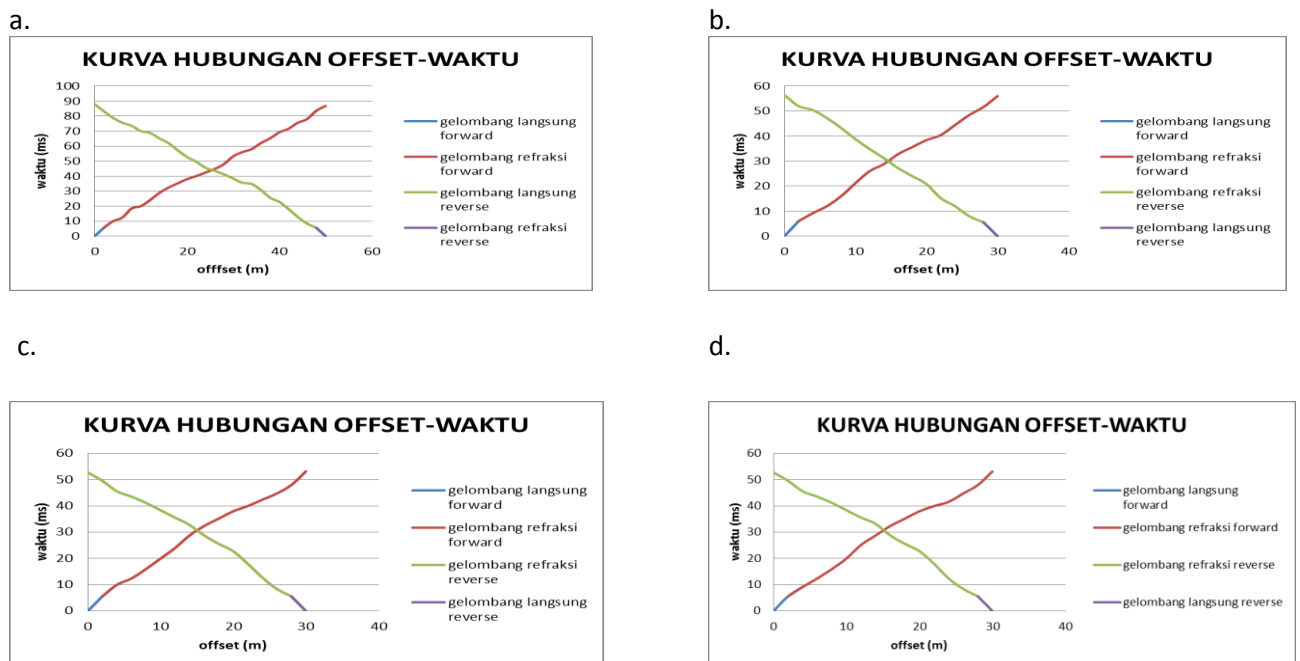 a.
KURVA HUBUNGAN OFFSET-WAKTU
100
90
80
70
60
50
40
30
20
10
0
waktu (ms)
0 20 40 60
offfset (m)
gelombang langsung
forward
gelombang refraksi
forward
gelombang langsung
reverse
gelombang refraksi
reverse
b.
KURVA HUBUNGAN OFFSET-WAKTU
60
50
40
30
20
10
0
waktu (ms)
0 10 20 30 40
offset (m)
gelombang langsung
forward
gelombang refraksi
forward
gelombang refraksi
reverse
gelombang langsung
reverse
c.
KURVA HUBUNGAN OFFSET-WAKTU
60
50
40
30
20
10
0
waktu (ms)
0 10 20 30 40
offset (m)
gelombang langsung
forward
gelombang refraksi
forward
gelombang refraksi
reverse
gelombang langsung
reverse
d.
KURVA HUBUNGAN OFFSET-WAKTU
60
50
40
30
20
10
0
waktu (ms)
0 10 20 30 40
offset (m)
gelombang langsung
forward
gelombang refraksi forward
gelombang refraksi reverse
gelombang langsung reverse